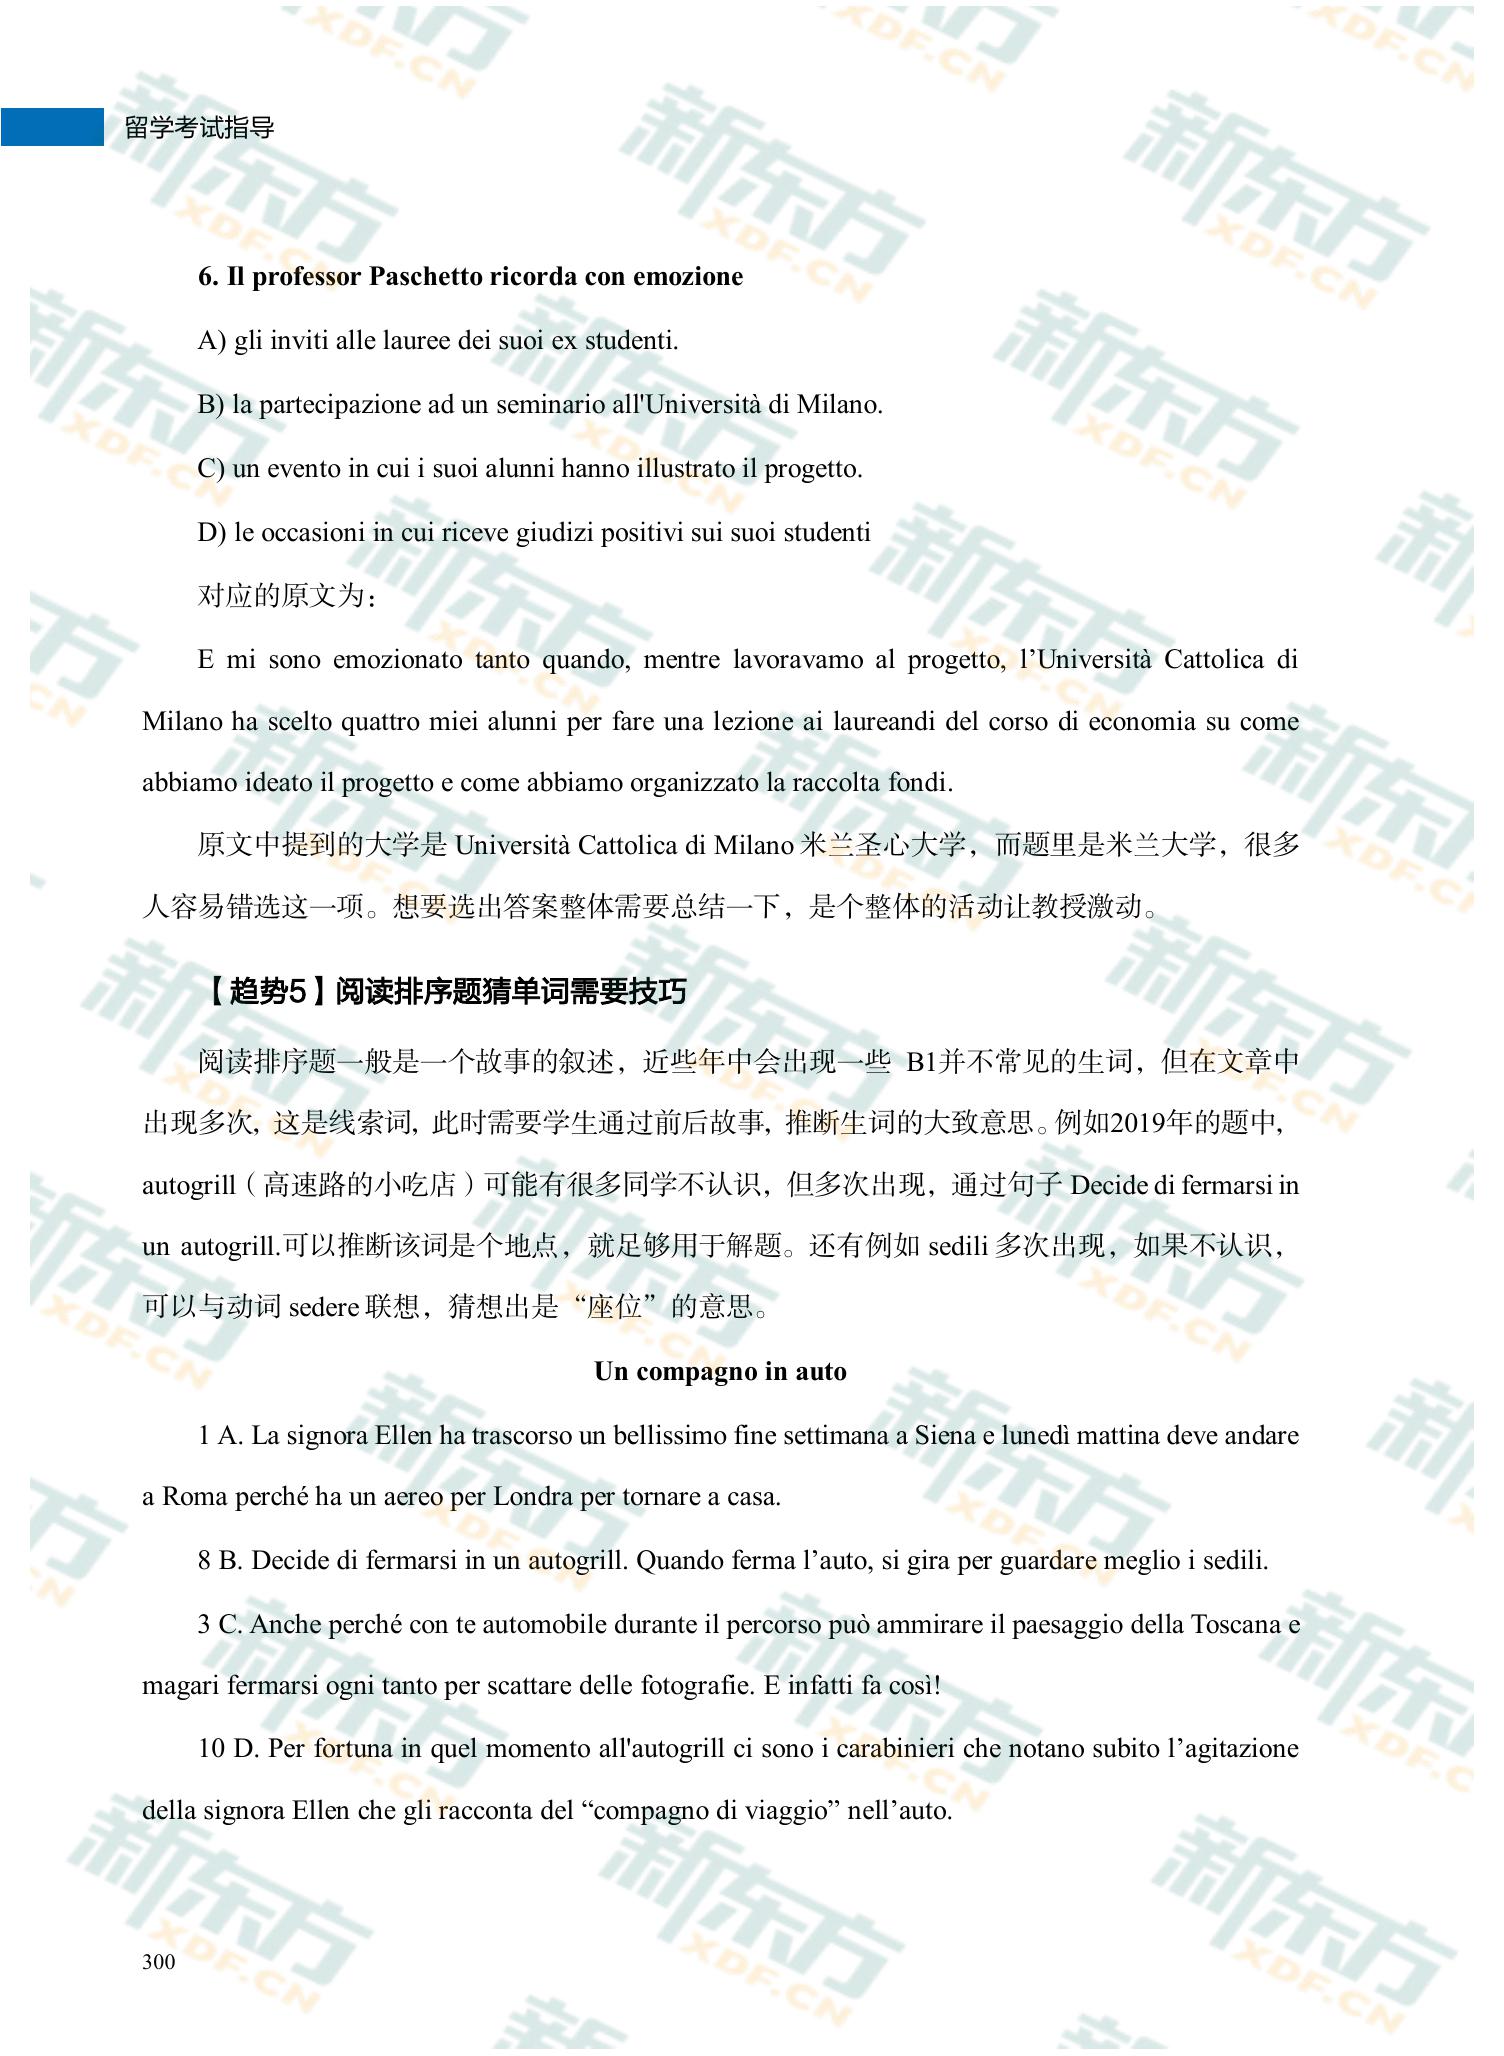 留学考试指导
6. Il professor Paschetto ricorda con emozione
A) gli inviti alle lauree dei suoi ex studenti.
B) la partecipazione ad un seminario all'Università di Milano.
C) un evento in cui i suoi alunni hanno illustrato il progetto.
D) le occasioni in cui riceve giudizi positivi sui suoi studenti
对应的原文为：
E mi sono emozionato tanto quando, mentre lavoravamo al progetto, l’Università Cattolica di
Milano ha scelto quattro miei alunni per fare una lezione ai laureandi del corso di economia su come
abbiamo ideato il progetto e come abbiamo organizzato la raccolta fondi.
原文中提到的大学是 Università Cattolica di Milano 米兰圣心大学，而题里是米兰大学，很多
人容易错选这一项。想要选出答案整体需要总结一下，是个整体的活动让教授激动。
【趋势5】阅读排序题猜单词需要技巧
阅读排序题一般是一个故事的叙述，近些年中会出现一些 B1并不常见的生词，但在文章中
出现多次，这是线索词，此时需要学生通过前后故事，推断生词的大致意思。例如2019年的题中，
autogrill（高速路的小吃店）可能有很多同学不认识，但多次出现，通过句子 Decide di fermarsi in
un autogrill.可以推断该词是个地点，就足够用于解题。还有例如 sedili 多次出现，如果不认识，
可以与动词 sedere 联想，猜想出是“座位”的意思。
Un compagno in auto
1 A. La signora Ellen ha trascorso un bellissimo fine settimana a Siena e lunedì mattina deve andare
a Roma perché ha un aereo per Londra per tornare a casa.
8 B. Decide di fermarsi in un autogrill. Quando ferma l’auto, si gira per guardare meglio i sedili.
3 C. Anche perché con te automobile durante il percorso può ammirare il paesaggio della Toscana e
magari fermarsi ogni tanto per scattare delle fotografie. E infatti fa così!
10 D. Per fortuna in quel momento all'autogrill ci sono i carabinieri che notano subito l’agitazione
della signora Ellen che gli racconta del “compagno di viaggio” nell’auto.
300